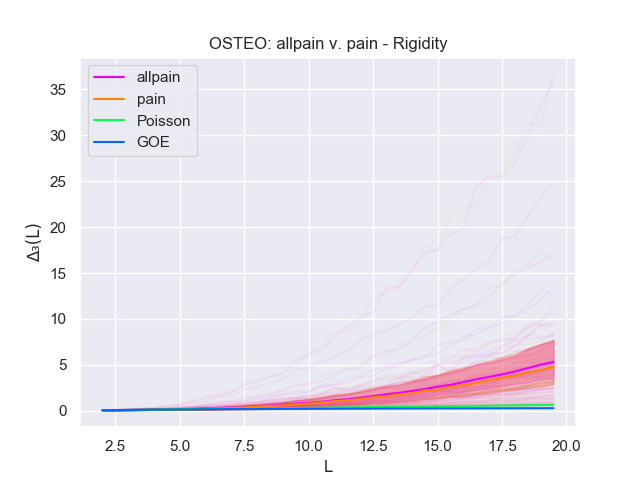 OSTEO: allpain v. pain - Rigidity
allpain
pain
Poisson
GOE
35
30
25
20
15
10
5
0
Δ₃(L)
2.5 5.0 7.5 10.0 12.5 15.0 17.5 20.0
L